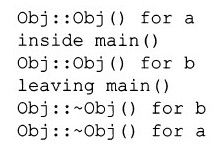 Obj::Obj() for a
inside main()
Obj::Obj() for b
leaving main()
Obj::~Obj() for b
Obj::~Obj() for a